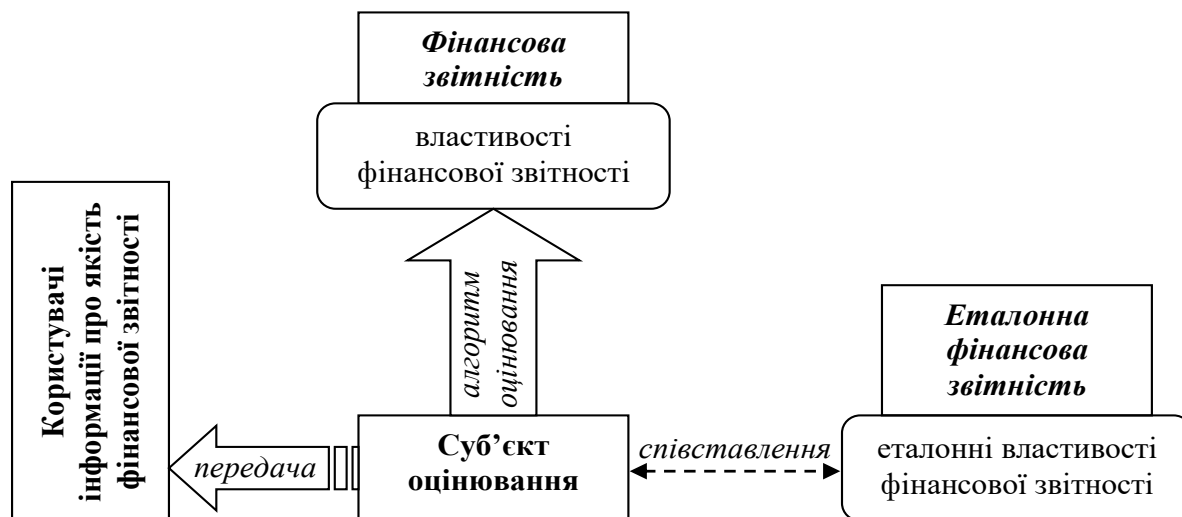 Фінансова
звітність
властивості
фінансової звітності
Користувачі
інформації про якість
фінансової звітності
алгоритм
оцінювання
Еталонна
фінансова
звітність
передача
Суб’єкт
оцінювання
співставлення
еталонні властивості
фінансової звітності